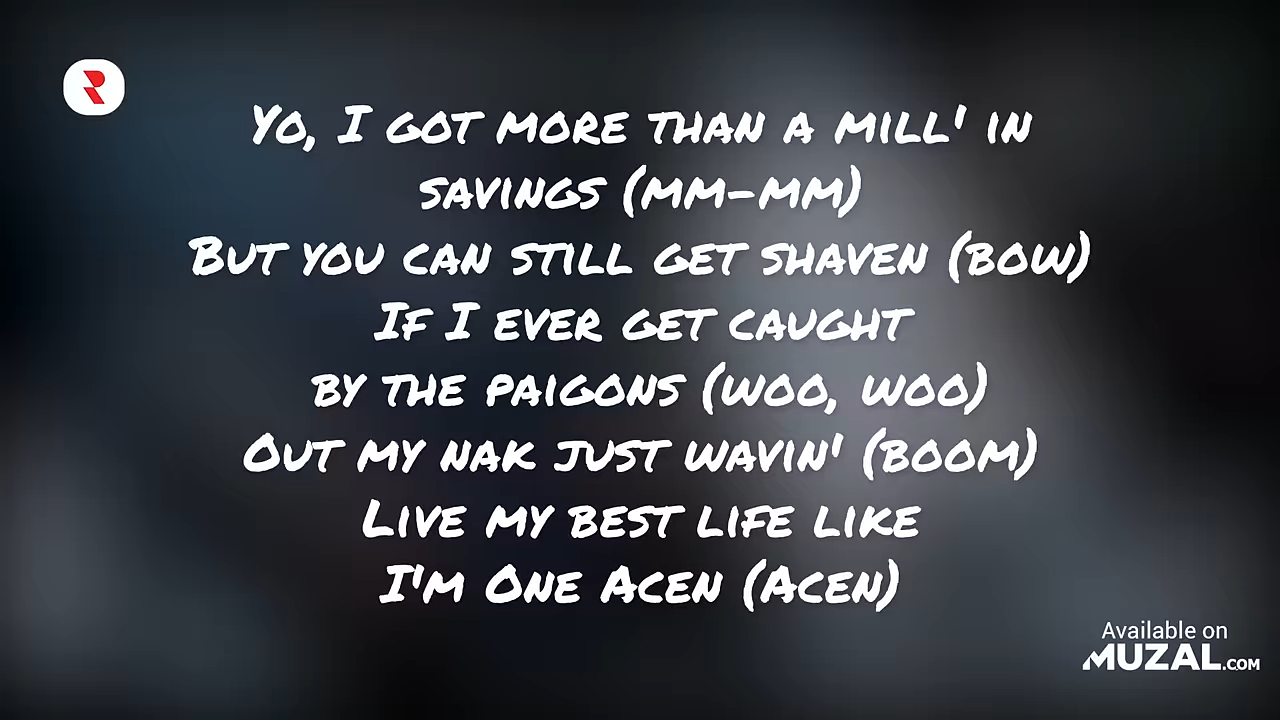 Yo, I got more than a mill' in
savings (mm-mm)
But you can still get shaven (bow)
If I ever get caught
by the paigons (woo, woo)
Out my nak just wavin' (boom)
Live my best life like
I'm One Acen (Acen)
Available on
MUZAL.COM